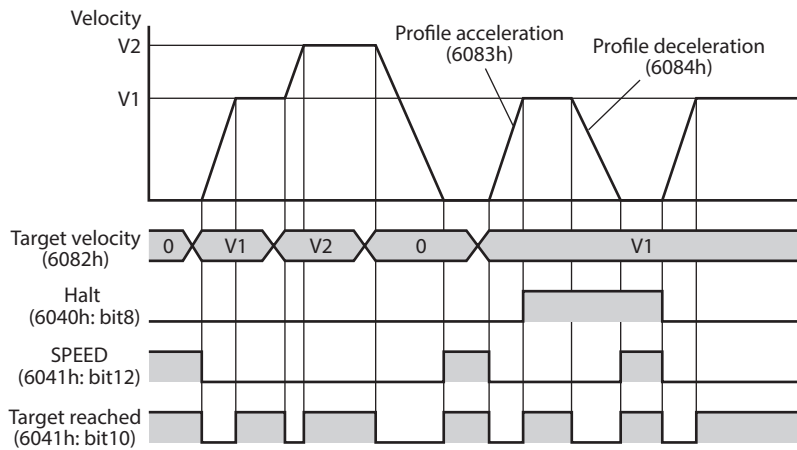 Velocity
V2
V1
Profile acceleration
(6083h)
Profile deceleration
(6084h)
Target velocity
(6082h)
0
V1
V2
0
V1
Halt
(6040h: bit8)
SPEED
(6041h: bit12)
Target reached
(6041h: bit10)